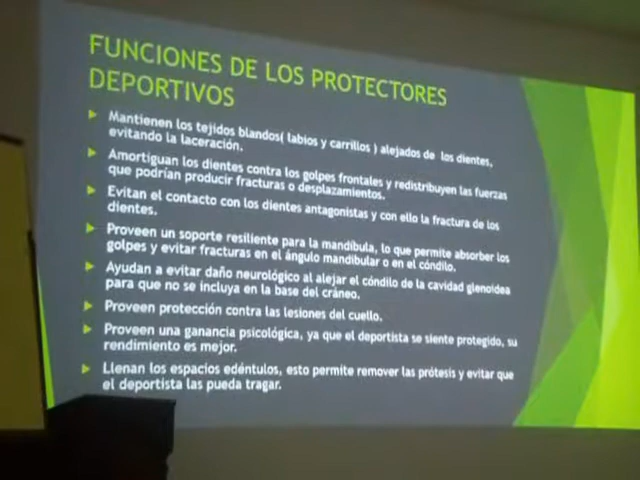 FUNCIONES DE LOS PROTECTORES
DEPORTIVOS
Mantienen los tejidos blandos( labios y carrillos ) alejados de los dientes,
evitando la laceración.
Amortiguan los dientes contra los golpes frontales y redistribuyen las fuerzas
que podrían producir fracturas o desplazamientos.
Evitan el contacto con los dientes antagonistas y con ello la fractura de los
dientes.
Proveen un soporte resiliente para la mandíbula, lo que permite absorber los
golpes y evitar fracturas en el ángulo mandibular o en el cóndilo.
Ayudan a evitar daño neurológico al alejar el cóndilo de la cavidad glenoidea
para que no se incluya en la base del cráneo.
Proveen protección contra las lesiones del cuello.
Proveen una ganancia psicológica, ya que el deportista se siente protegido, su
rendimiento es mejor.
Llenan los espacios edéntulos, esto permite remover las prótesis y evitar que
el deportista las pueda tragar.